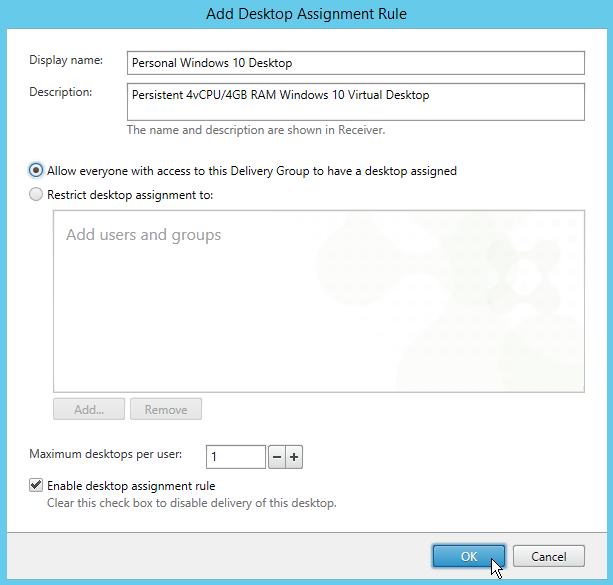 Add Desktop Assignment Rule
Display name:
Personal Windows 10 Desktop
Description:
Persistent 4vCPU/4GB RAM Windows 10 Virtual Desktop
The name and description are shown in Receiver.
Allow everyone with access to this Delivery Group to have a desktop assigned
Restrict desktop assignment to:
Add users and groups
Add...
Remove
Maximum desktops per user:
1
− +
Enable desktop assignment rule
Clear this check box to disable delivery of this desktop.
OK
Cancel